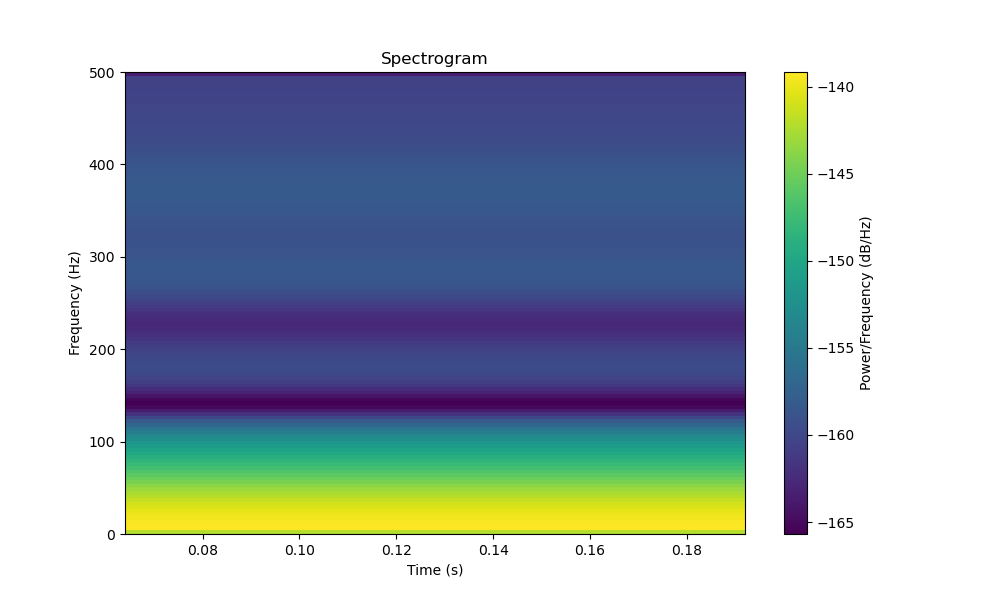 Spectrogram
500
400
300
200
100
0
Frequency (Hz)
0.08 0.10 0.12 0.14 0.16 0.18
Time (s)
−140
−145
−150
−155
−160
−165
Power/Frequency (dB/Hz)